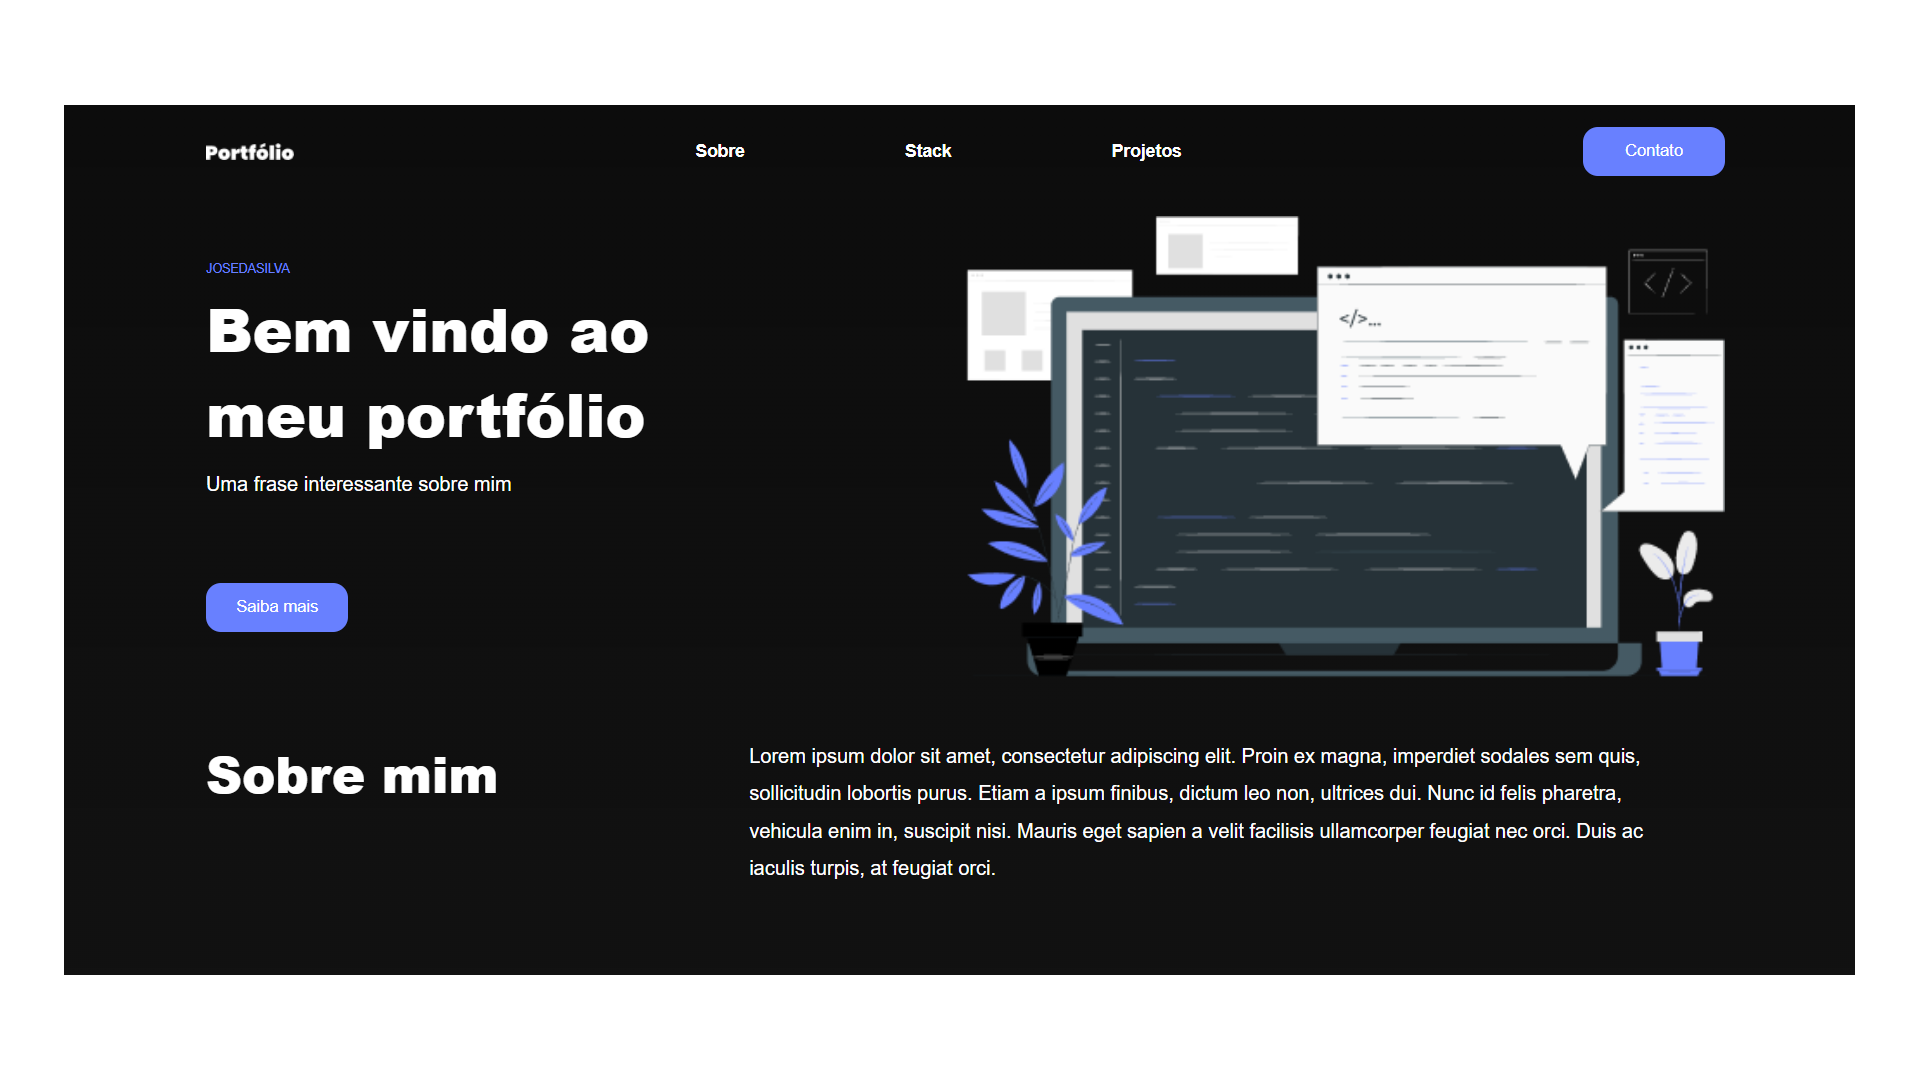 Portfólio
Sobre
Stack
Projetos
Contato
JOSEDASILVA
Bem vindo ao
meu portfólio
Uma frase interessante sobre mim
Saiba mais
</>...
</>
Sobre mim
Lorem ipsum dolor sit amet, consectetur adipiscing elit. Proin ex magna, imperdiet sodales sem quis,
sollicitudin lobortis purus. Etiam a ipsum finibus, dictum leo non, ultrices dui. Nunc id felis pharetra,
vehicula enim in, suscipit nisi. Mauris eget sapien a velit facilisis ullamcorper feugiat nec orci. Duis ac
iaculis turpis, at feugiat orci.